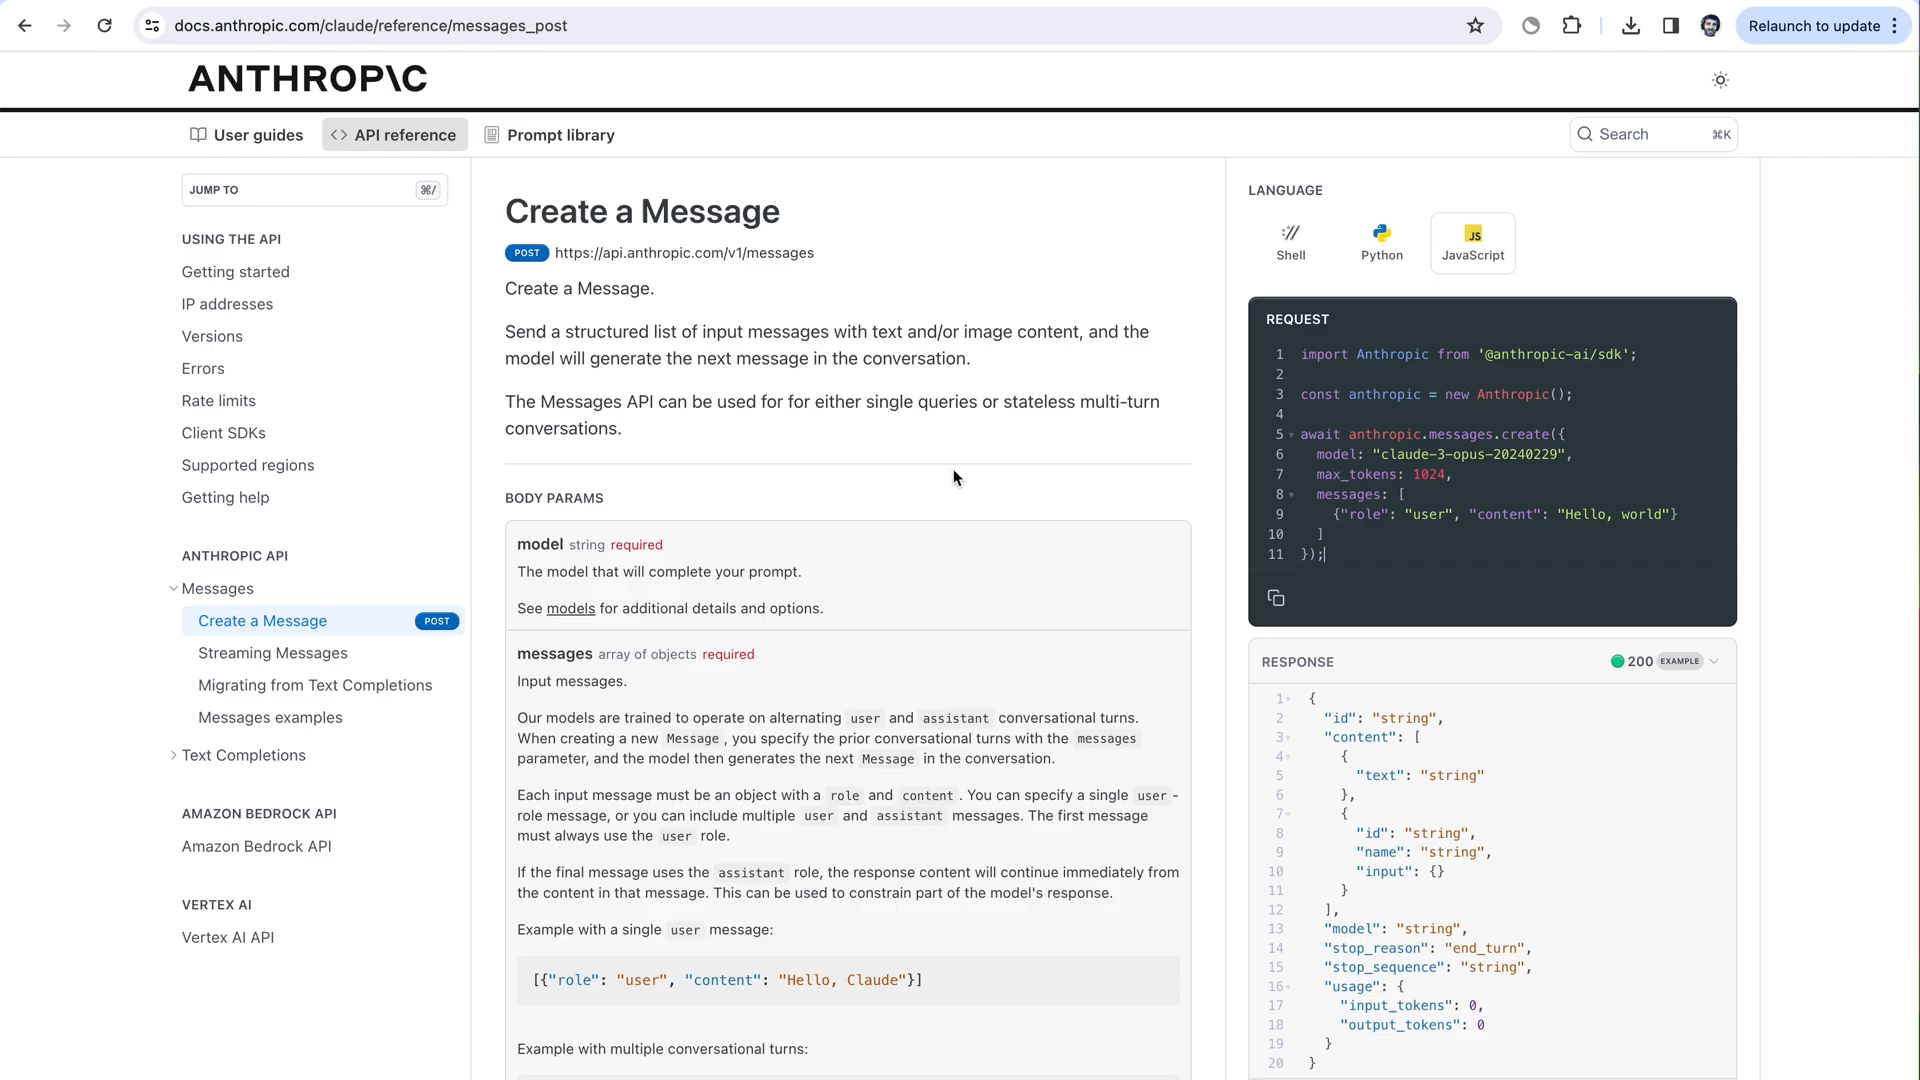 docs.anthropic.com/claude/reference/messages_post
Relaunch to update
ANTHROP\C
User guides
API reference
Prompt library
Search
⌘K
JUMP TO
⌘/
USING THE API
Getting started
IP addresses
Versions
Errors
Rate limits
Client SDKs
Supported regions
Getting help
ANTHROPIC API
Messages
Create a Message
POST
Streaming Messages
Migrating from Text Completions
Messages examples
Text Completions
AMAZON BEDROCK API
Amazon Bedrock API
VERTEX AI
Vertex AI API
Create a Message
POST https://api.anthropic.com/v1/messages
Create a Message.
Send a structured list of input messages with text and/or image content, and the
model will generate the next message in the conversation.
The Messages API can be used for for either single queries or stateless multi-turn
conversations.
BODY PARAMS
model string required
The model that will complete your prompt.
See models for additional details and options.
messages array of objects required
Input messages.
Our models are trained to operate on alternating user and assistant conversational turns.
When creating a new Message , you specify the prior conversational turns with the messages
parameter, and the model then generates the next Message in the conversation.
Each input message must be an object with a role and content . You can specify a single user -
role message, or you can include multiple user and assistant messages. The first message
must always use the user role.
If the final message uses the assistant role, the response content will continue immediately from
the content in that message. This can be used to constrain part of the model's response.
Example with a single user message:
[{"role": "user", "content": "Hello, Claude"}]
Example with multiple conversational turns:
LANGUAGE
Shell
Python
JS
JavaScript
REQUEST
1 import Anthropic from '@anthropic-ai/sdk';
2
3 const anthropic = new Anthropic();
4
5 await anthropic.messages.create({
6 model: "claude-3-opus-20240229",
7 max_tokens: 1024,
8 messages: [
9 {"role": "user", "content": "Hello, world"}
10 ]
11 });
RESPONSE
200 EXAMPLE
1 {
2 "id": "string",
3 "content": [
4 {
5 "text": "string"
6 },
7 {
8 "id": "string",
9 "name": "string",
10 "input": {}
11 }
12 ],
13 "model": "string",
14 "stop_reason": "end_turn",
15 "stop_sequence": "string",
16 "usage": {
17 "input_tokens": 0,
18 "output_tokens": 0
19 }
20 }